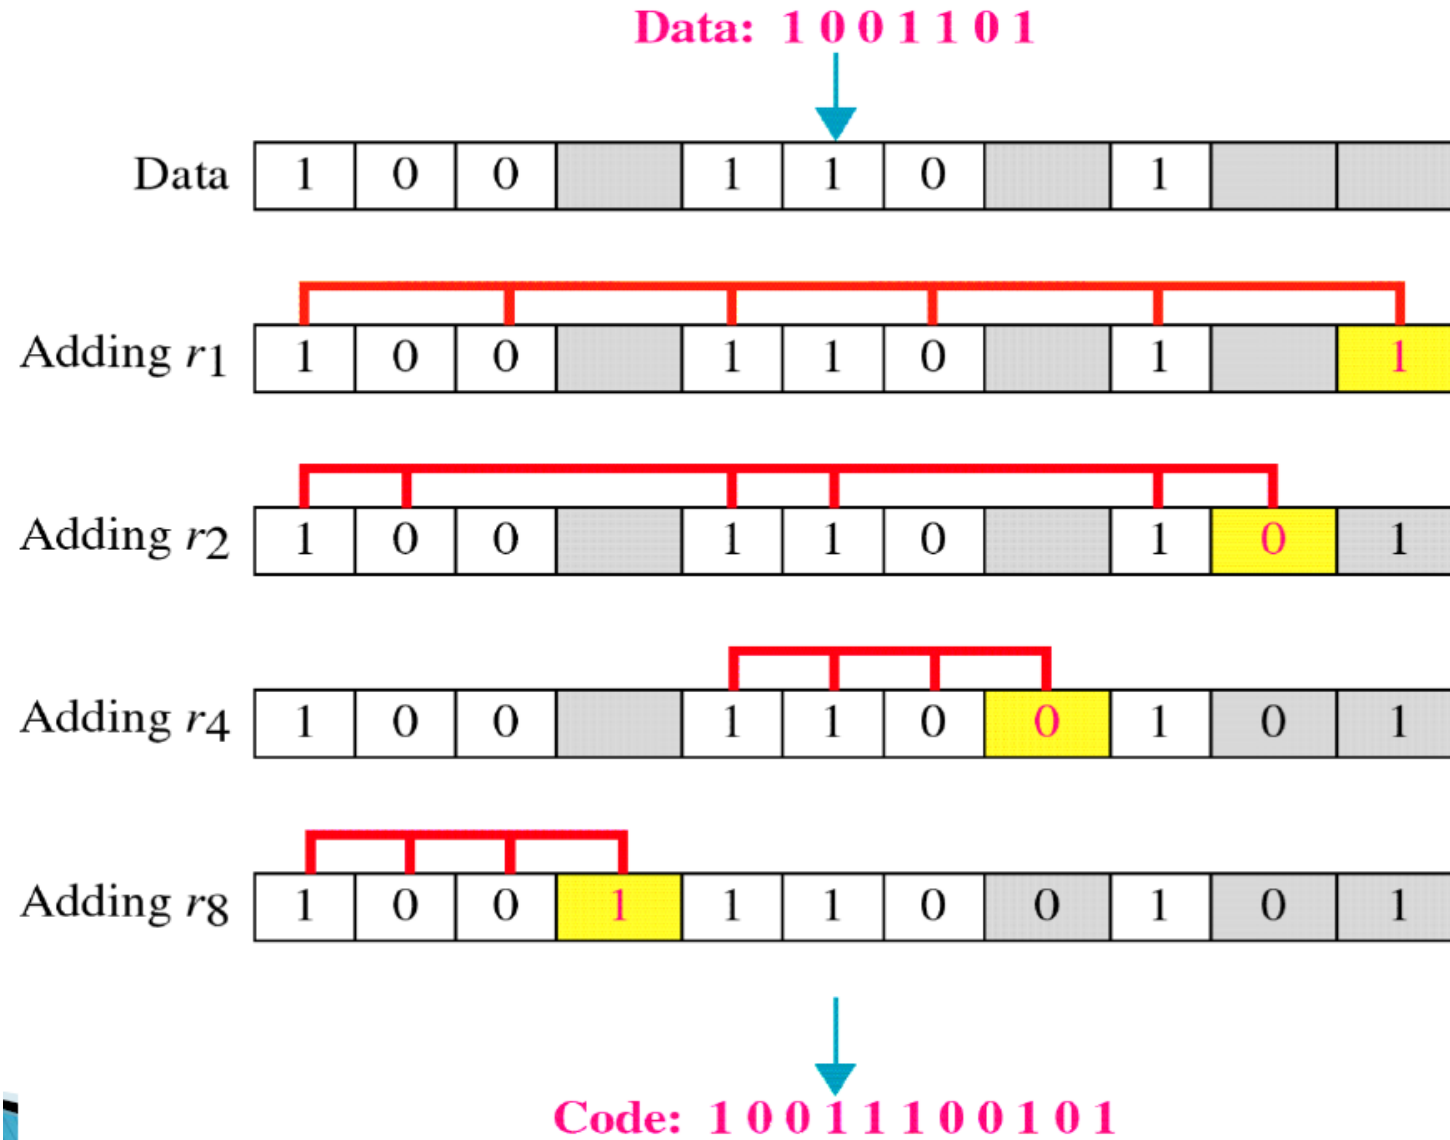 Data: 1 0 0 1 1 0 1
Data 1 0 0 1 1 0 1
Adding r1 1 0 0 1 1 0 1 1
Adding r2 1 0 0 1 1 0 1 0 1
Adding r4 1 0 0 1 1 0 0 1 0 1
Adding r8 1 0 0 1 1 1 0 0 1 0 1
Code: 1 0 0 1 1 1 0 0 1 0 1